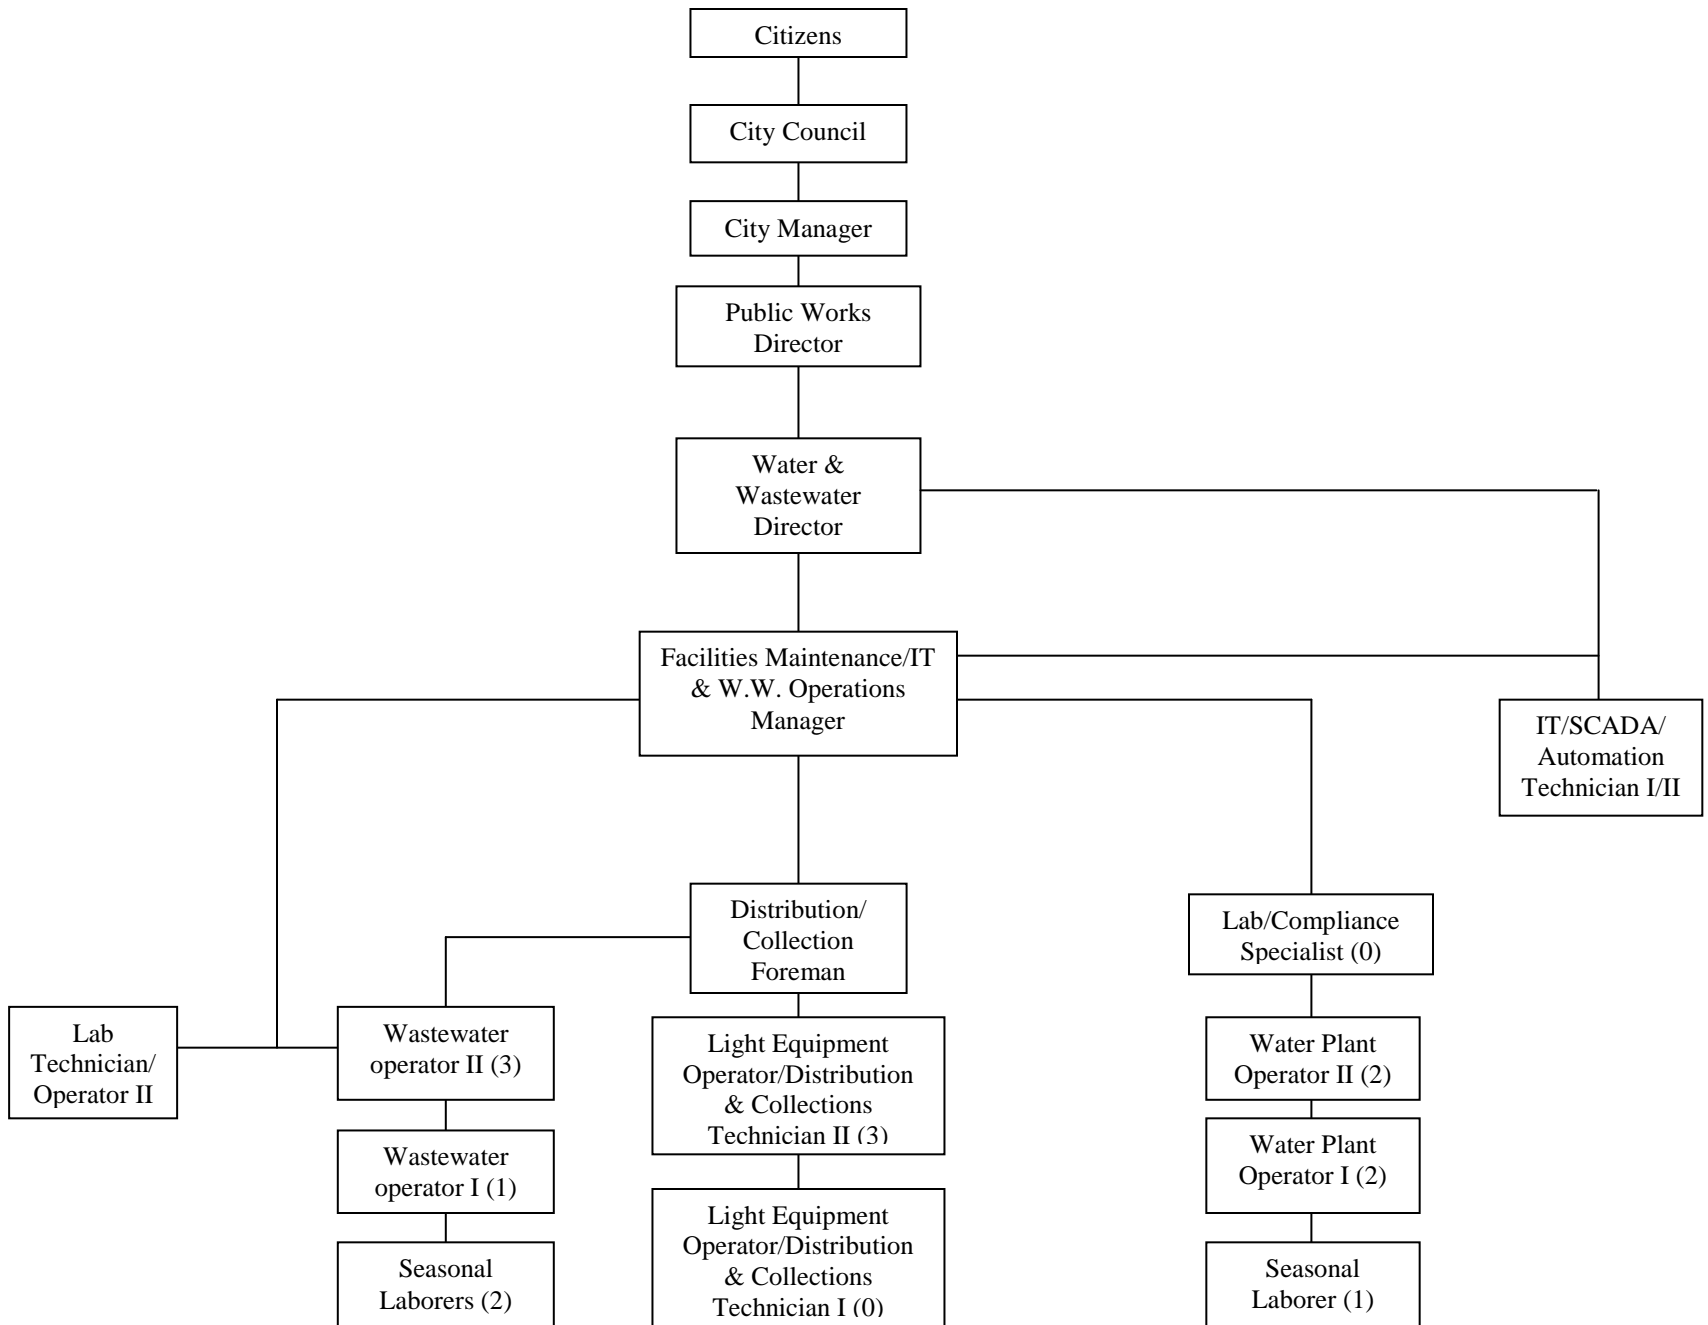 Citizens
City Council
City Manager
Public Works
Director
Water &
Wastewater
Director
Facilities Maintenance/IT
& W.W. Operations
Manager
IT/SCADA/
Automation
Technician I/II
Distribution/
Collection
Foreman
Lab/Compliance
Specialist (0)
Lab
Technician/
Operator II
Wastewater
operator II (3)
Light Equipment
Operator/Distribution
& Collections
Technician II (3)
Water Plant
Operator II (2)
Wastewater
operator I (1)
Water Plant
Operator I (2)
Light Equipment
Operator/Distribution
& Collections
Technician I (0)
Seasonal
Laborers (2)
Seasonal
Laborer (1)